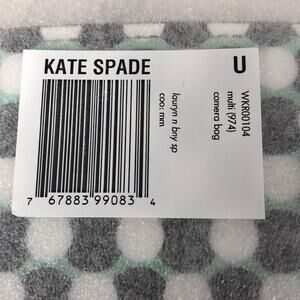 KATE SPADE
U
WKR00104
multi (974)
camera bag
lauryn n bny sp
coo: mm
7 67883 99083 4